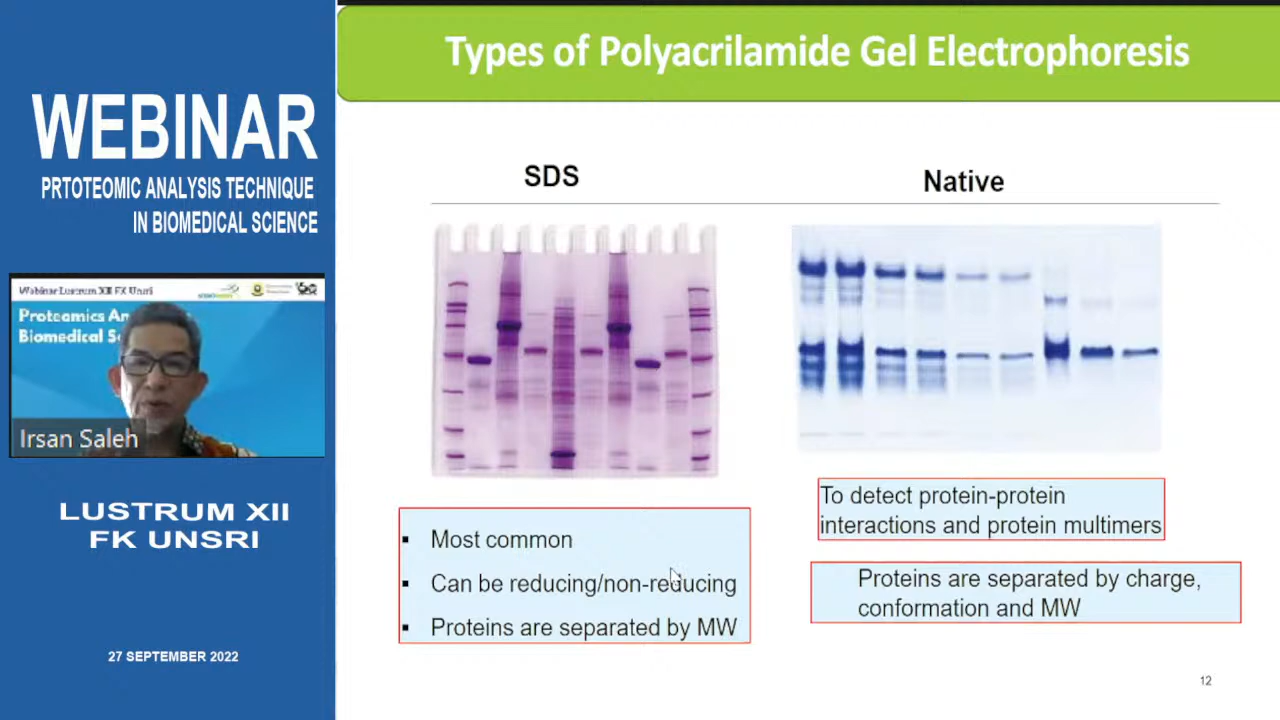 WEBINAR
PRTOTEOMIC ANALYSIS TECHNIQUE
IN BIOMEDICAL SCIENCE
Webinar Lustrum XII FK Unsri
Proteamics An
Biomedical S
Irsan Saleh
LUSTRUM XII
FK UNSRI
27 SEPTEMBER 2022
Types of Polyacrilamide Gel Electrophoresis
SDS
Native
▪ Most common
▪ Can be reducing/non-reducing
▪ Proteins are separated by MW
To detect protein-protein
interactions and protein multimers
Proteins are separated by charge,
conformation and MW
12